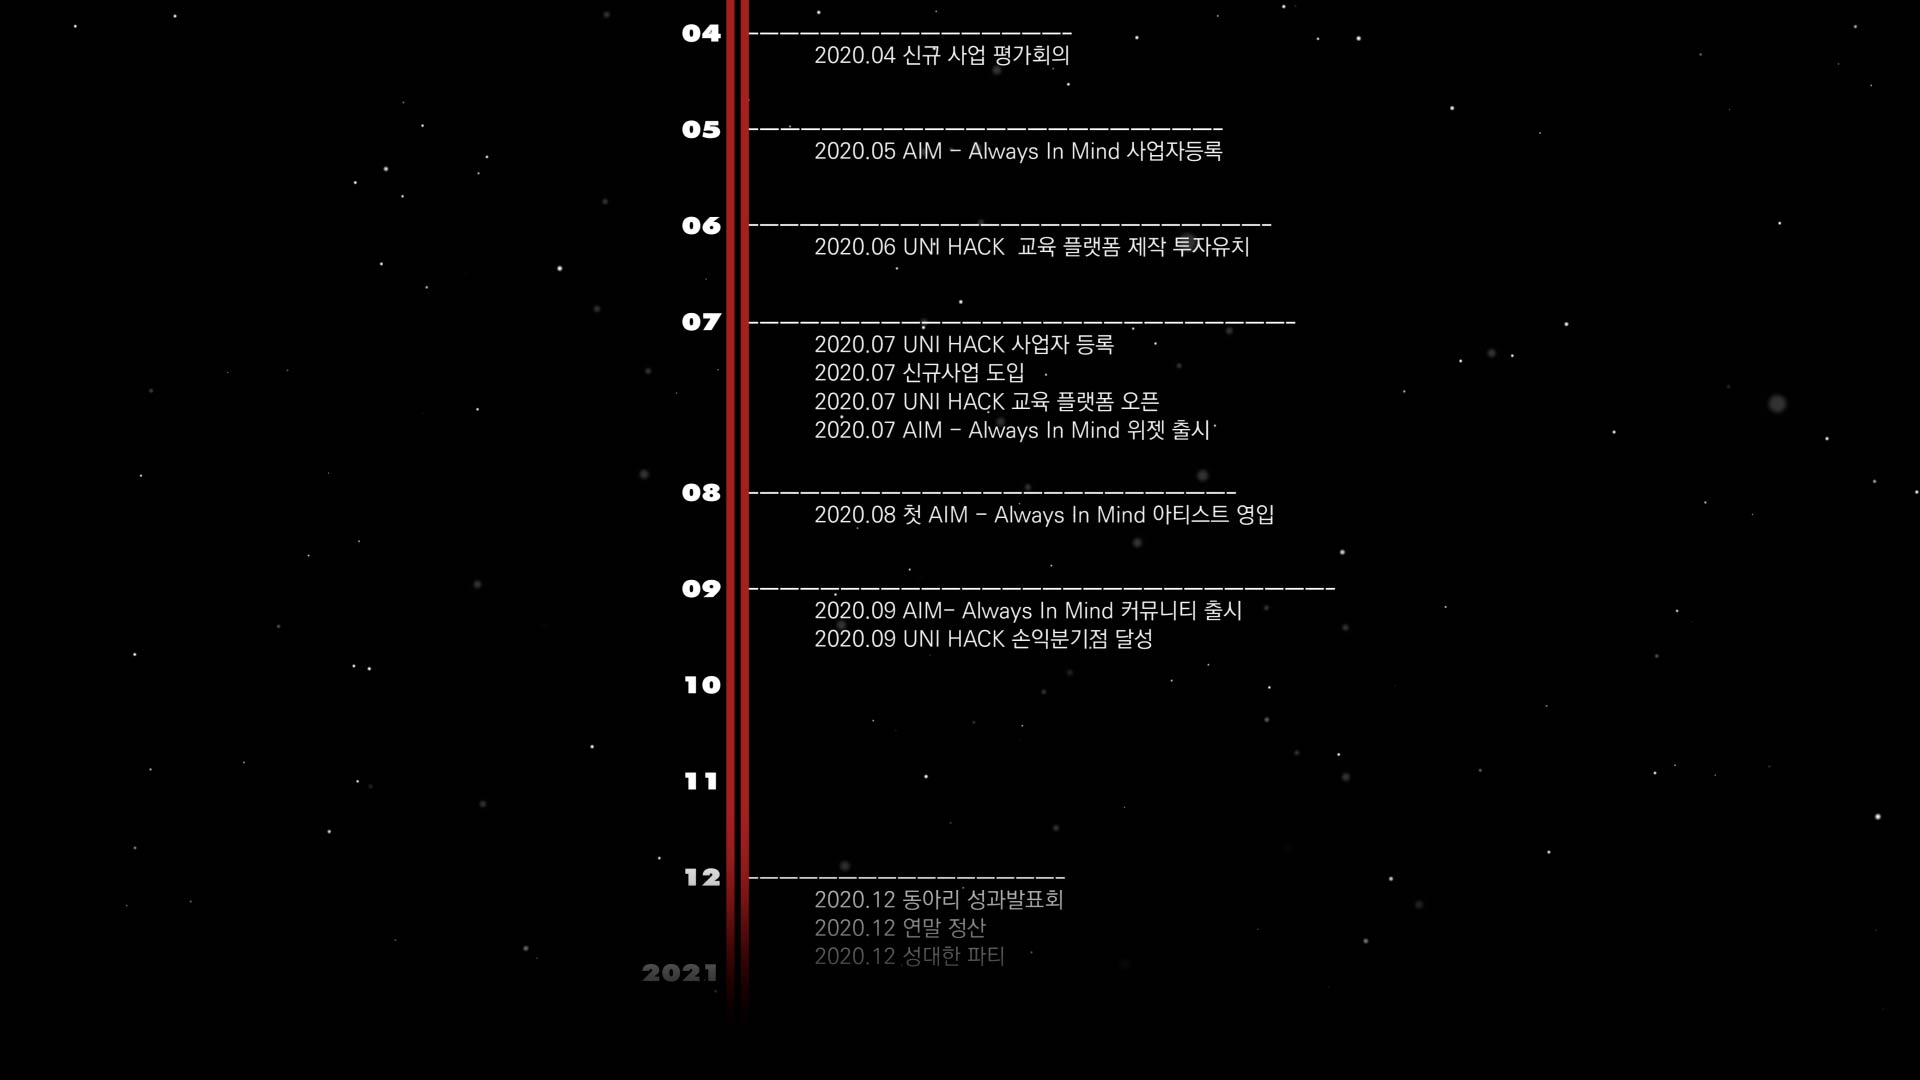 04
2020.04 신규 사업 평가회의
05
2020.05 AIM - Always In Mind 사업자등록
06
2020.06 UNI HACK  교육 플랫폼 제작 투자유치
07
2020.07 UNI HACK 사업자 등록
2020.07 신규사업 도입
2020.07 UNI HACK 교육 플랫폼 오픈
2020.07 AIM - Always In Mind 위젯 출시
08
2020.08 첫 AIM - Always In Mind 아티스트 영입
09
2020.09 AIM- Always In Mind 커뮤니티 출시
2020.09 UNI HACK 손익분기점 달성
10
11
12
2020.12 동아리 성과발표회
2020.12 연말 정산
2020.12 성대한 파티
2021